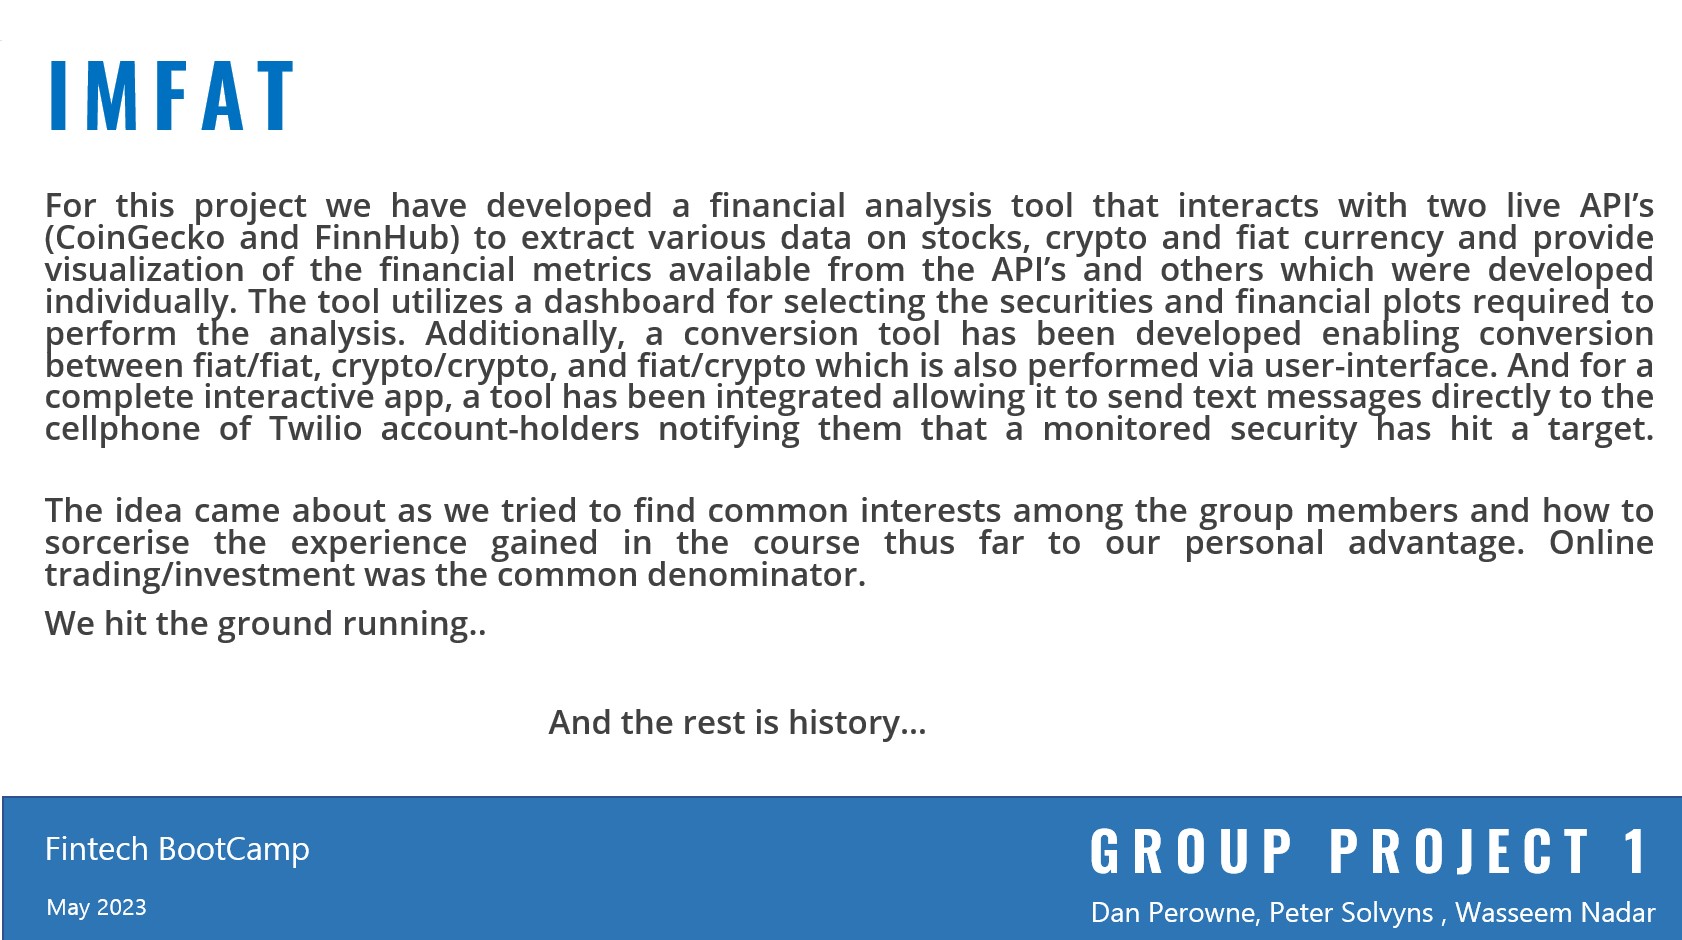 IMFAT
For this project we have developed a financial analysis tool that interacts with two live API’s
(CoinGecko and FinnHub) to extract various data on stocks, crypto and fiat currency and provide
visualization of the financial metrics available from the API’s and others which were developed
individually. The tool utilizes a dashboard for selecting the securities and financial plots required to
perform the analysis. Additionally, a conversion tool has been developed enabling conversion
between fiat/fiat, crypto/crypto, and fiat/crypto which is also performed via user-interface. And for a
complete interactive app, a tool has been integrated allowing it to send text messages directly to the
cellphone of Twilio account-holders notifying them that a monitored security has hit a target.
The idea came about as we tried to find common interests among the group members and how to
sorcerise the experience gained in the course thus far to our personal advantage. Online
trading/investment was the common denominator.
We hit the ground running..
And the rest is history...
Fintech BootCamp
May 2023
GROUP PROJECT 1
Dan Perowne, Peter Solvyns , Wasseem Nadar